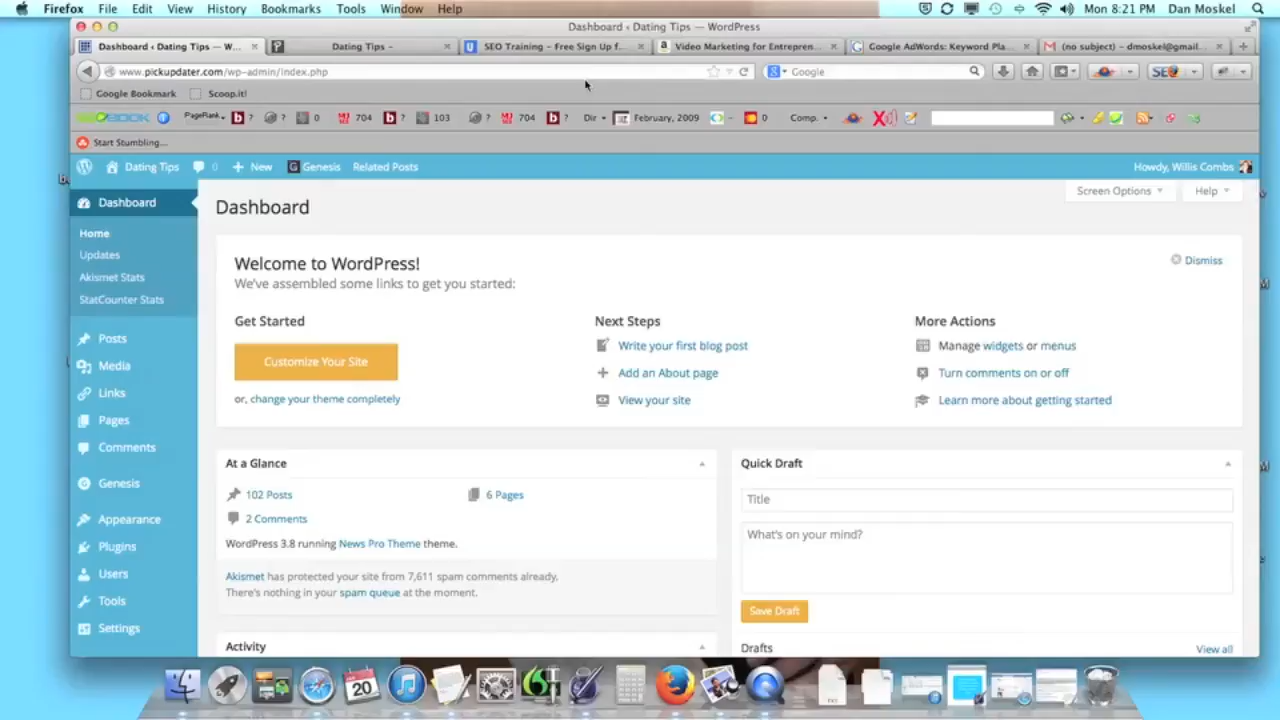 Firefox File Edit View History Bookmarks Tools Window Help Mon 8:21 PM Dan Moskel
Dashboard ‹ Dating Tips — WordPress
Dashboard ‹ Dating Tips — W... Dating Tips – SEO Training – Free Sign Up f... Video Marketing for Entrepren... Google AdWords: Keyword Pla... (no subject) – dmoskel@gmail...
www.pickupdater.com/wp-admin/index.php Google
Google Bookmark Scoop.it!
PageRank ? 0 704 ? 103 ? 704 ? Dir February, 2009 – 0 Comp.
Start Stumbling...
Dating Tips 0 New Genesis Related Posts Howdy, Willis Combs
Dashboard
Home
Updates
Akismet Stats
StatCounter Stats
Posts
Media
Links
Pages
Comments
Genesis
Appearance
Plugins
Users
Tools
Settings
Screen Options Help
Dashboard
Welcome to WordPress!
Dismiss
We've assembled some links to get you started:
Get Started
Customize Your Site
or, change your theme completely
Next Steps
Write your first blog post
Add an About page
View your site
More Actions
Manage widgets or menus
Turn comments on or off
Learn more about getting started
At a Glance
102 Posts 6 Pages
2 Comments
WordPress 3.8 running News Pro Theme theme.
Akismet has protected your site from 7,611 spam comments already.
There's nothing in your spam queue at the moment.
Activity
Quick Draft
Title
What's on your mind?
Save Draft
Drafts View all
20